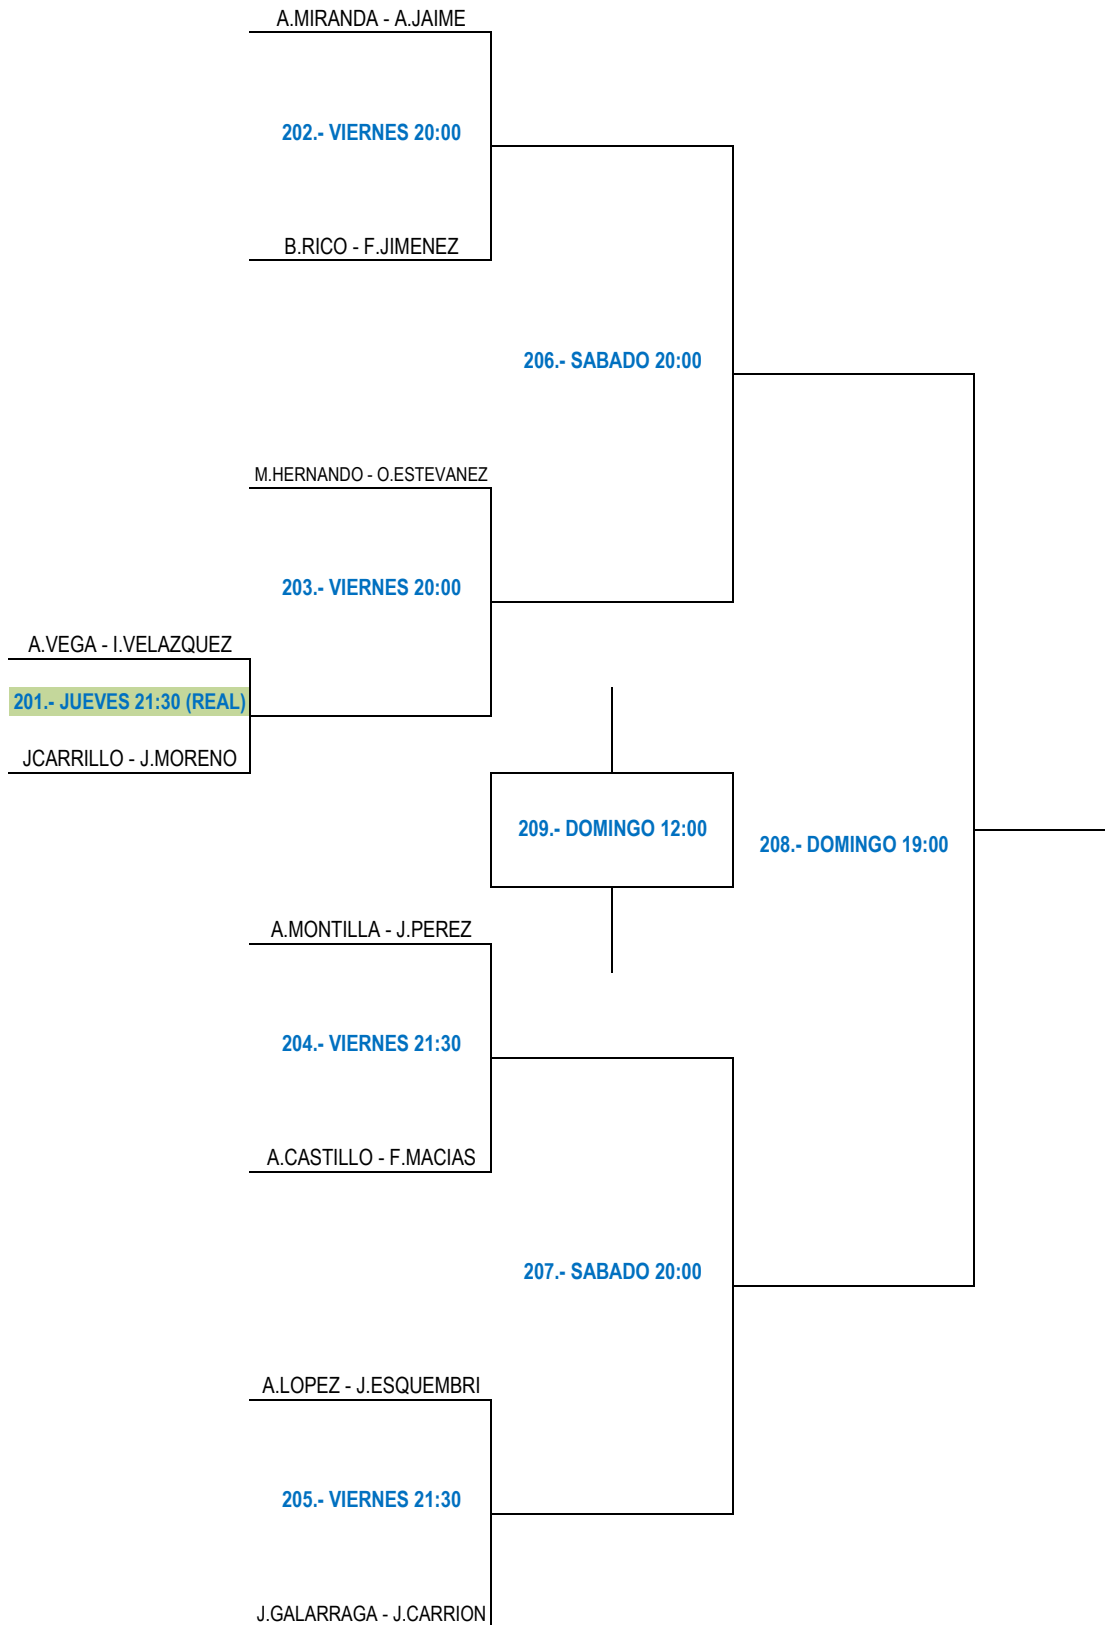 A.MIRANDA - A.JAIME
202.- VIERNES 20:00
B.RICO - F.JIMENEZ
206.- SABADO 20:00
M.HERNANDO - O.ESTEVANEZ
203.- VIERNES 20:00
A.VEGA - I.VELAZQUEZ
201.- JUEVES 21:30 (REAL)
JCARRILLO - J.MORENO
209.- DOMINGO 12:00
208.- DOMINGO 19:00
A.MONTILLA - J.PEREZ
204.- VIERNES 21:30
A.CASTILLO - F.MACIAS
207.- SABADO 20:00
A.LOPEZ - J.ESQUEMBRI
205.- VIERNES 21:30
J.GALARRAGA - J.CARRION